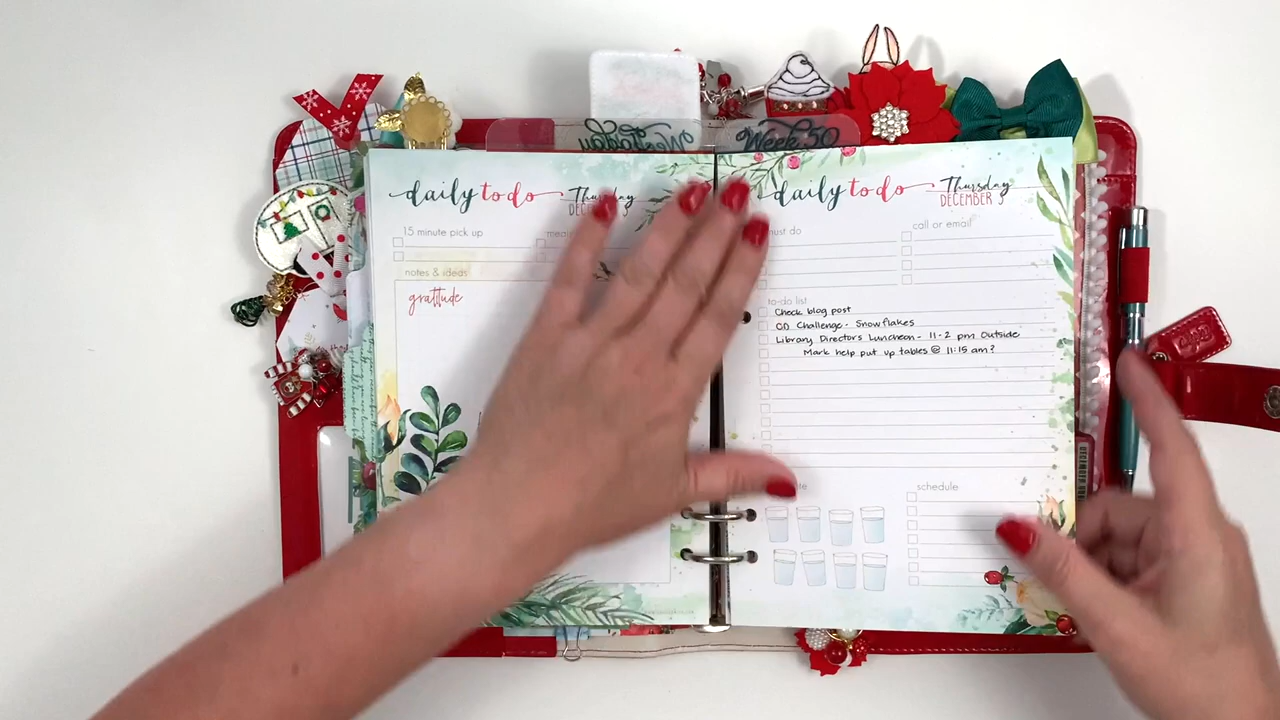 Week 50
daily to do
Thursday
15 minute pick up
notes & ideas
gratitude
daily to do
Thursday
DECEMBER 3
must do
call or email
to-do list
Check blog post
CD Challenge - Snowflakes
Library Directors Luncheon - 11-2 pm Outside
Mark help put up tables @ 11:15 am?
schedule